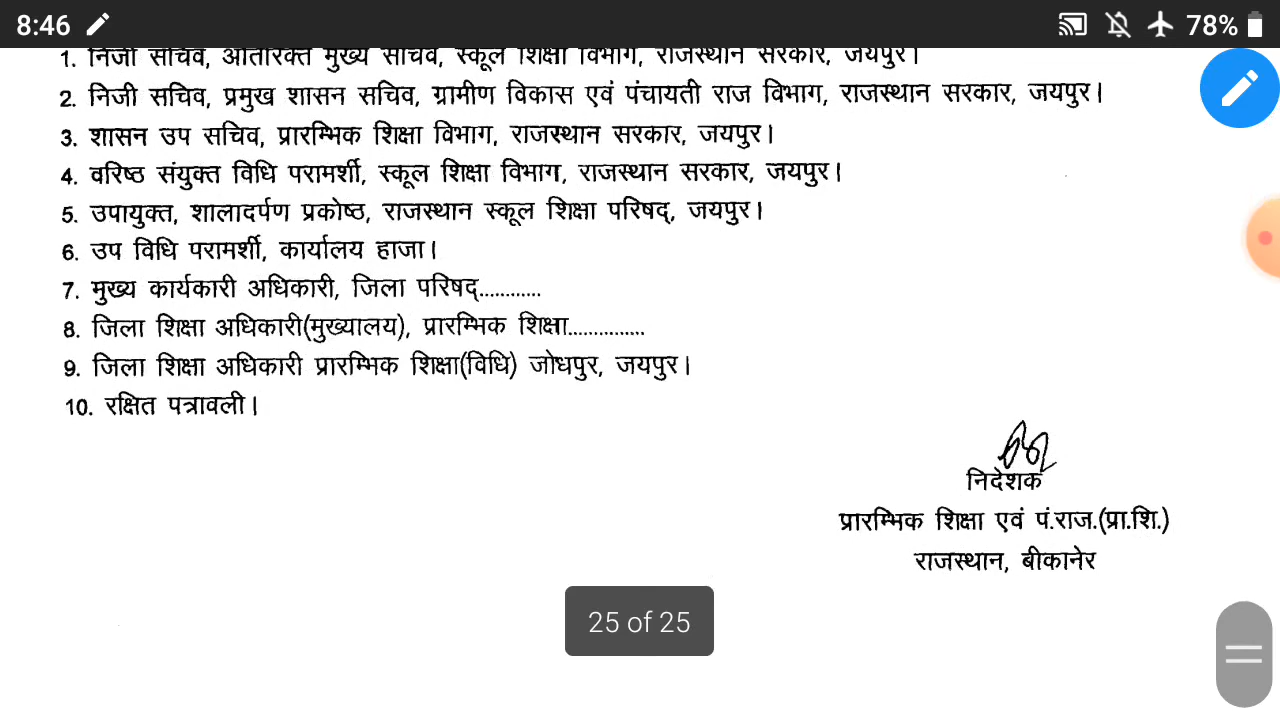 8:46 78%
1. निजी सचिव, अतिरिक्त मुख्य सचिव, स्कूल शिक्षा विभाग, राजस्थान सरकार, जयपुर।
2. निजी सचिव, प्रमुख शासन सचिव, ग्रामीण विकास एवं पंचायती राज विभाग, राजस्थान सरकार, जयपुर।
3. शासन उप सचिव, प्रारम्भिक शिक्षा विभाग, राजस्थान सरकार, जयपुर।
4. वरिष्ठ संयुक्त विधि परामर्शी, स्कूल शिक्षा विभाग, राजस्थान सरकार, जयपुर।
5. उपायुक्त, शालादर्पण प्रकोष्ठ, राजस्थान स्कूल शिक्षा परिषद्, जयपुर।
6. उप विधि परामर्शी, कार्यालय हाजा।
7. मुख्य कार्यकारी अधिकारी, जिला परिषद्............
8. जिला शिक्षा अधिकारी(मुख्यालय), प्रारम्भिक शिक्षा...............
9. जिला शिक्षा अधिकारी प्रारम्भिक शिक्षा(विधि) जोधपुर, जयपुर।
10. रक्षित पत्रावली।
निदेशक
प्रारम्भिक शिक्षा एवं पं.राज.(प्रा.शि.)
राजस्थान, बीकानेर
25 of 25